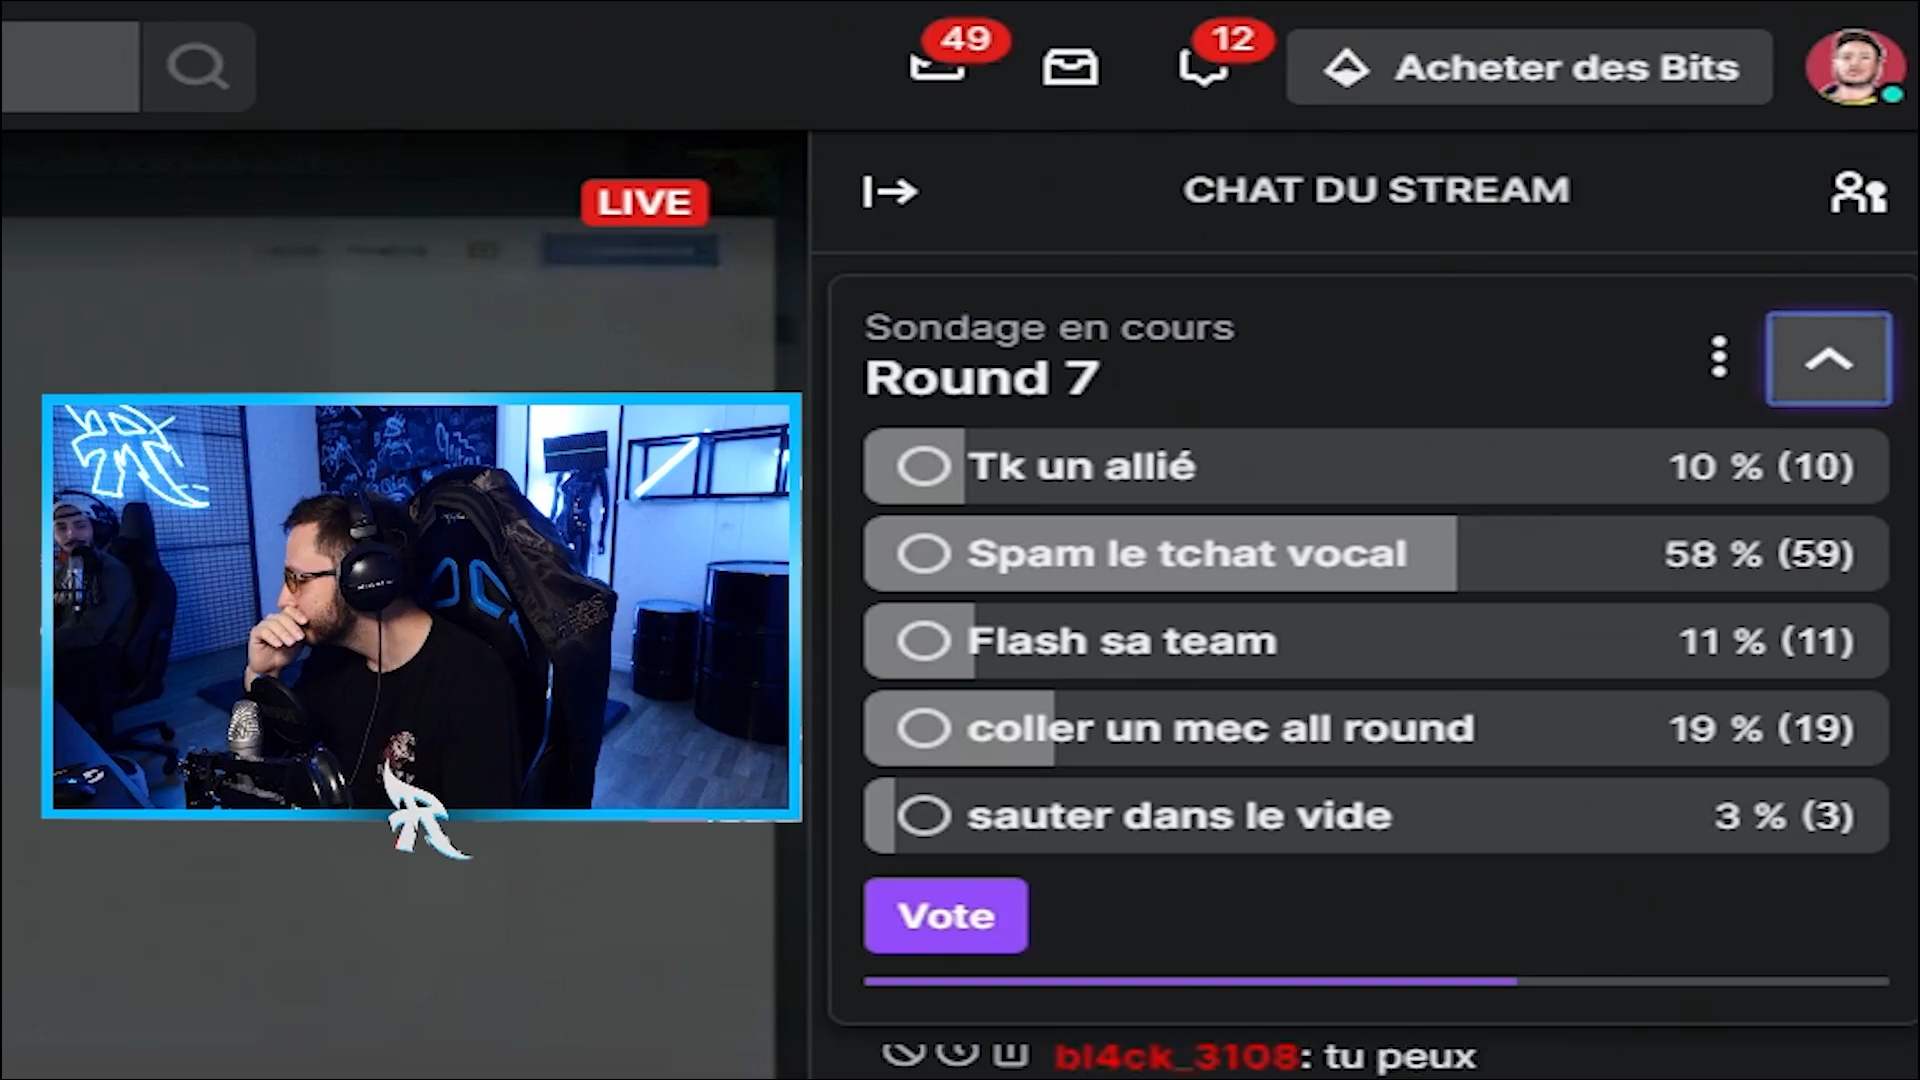 49
12
Acheter des Bits
LIVE
CHAT DU STREAM
Sondage en cours
Round 7
Tk un allié 10 % (10)
Spam le tchat vocal 58 % (59)
Flash sa team 11 % (11)
coller un mec all round 19 % (19)
sauter dans le vide 3 % (3)
Vote
bl4ck_3108: tu peux